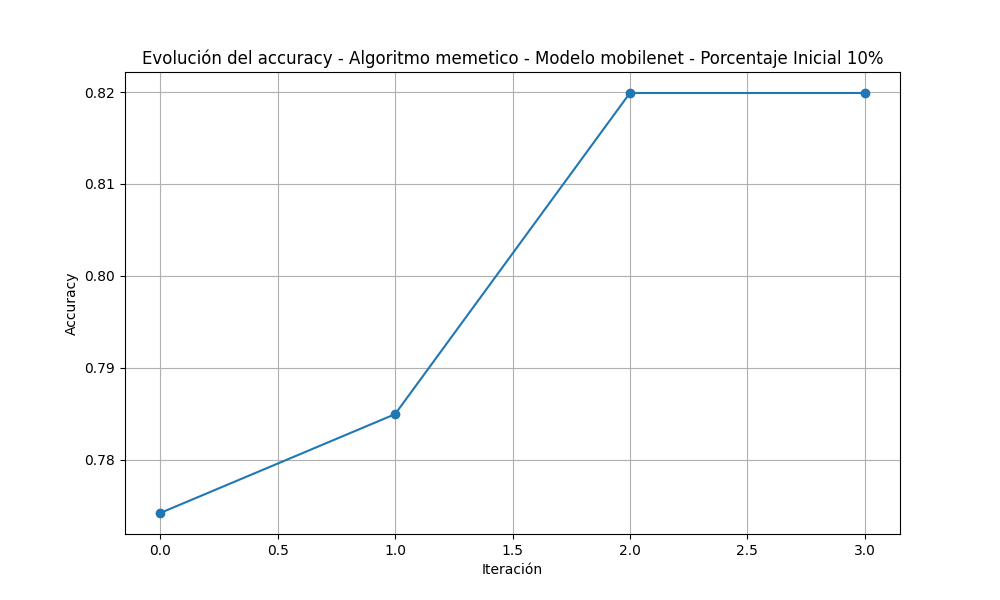 Evolución del accuracy - Algoritmo memetico - Modelo mobilenet - Porcentaje Inicial 10%
0.82
0.81
0.80
0.79
0.78
Accuracy
0.0 0.5 1.0 1.5 2.0 2.5 3.0
Iteración